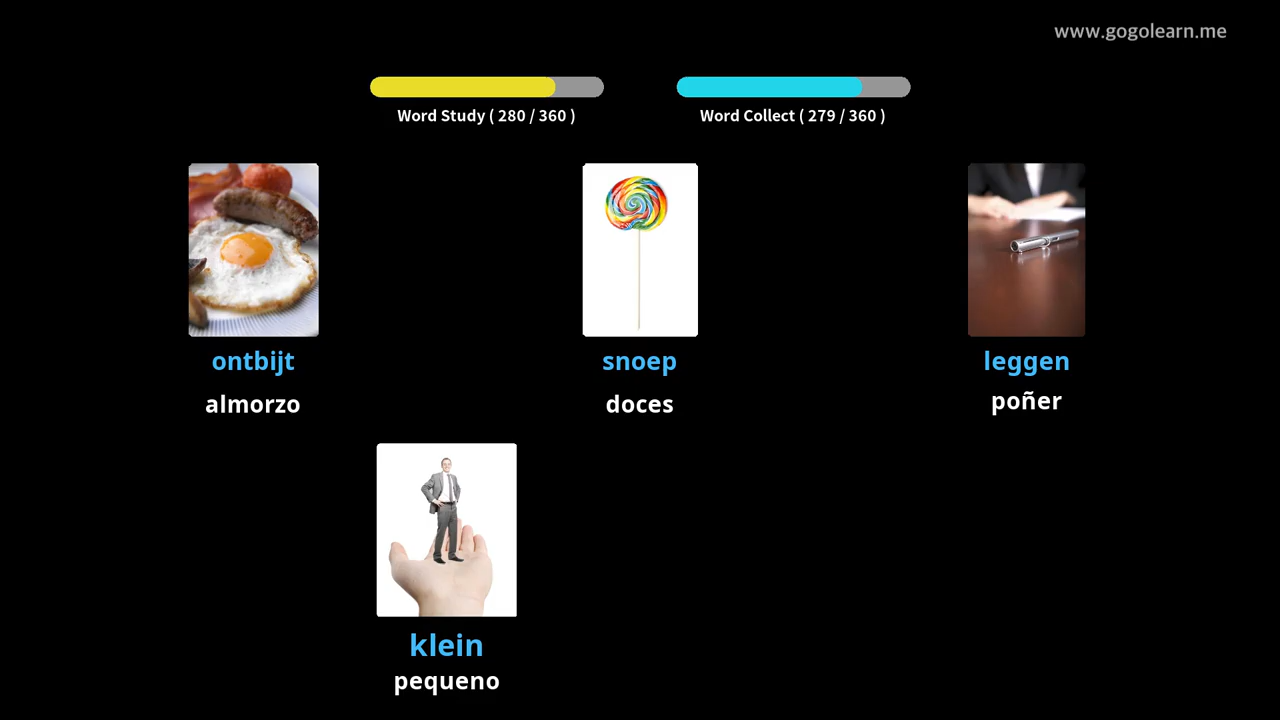 www.gogolearn.me
Word Study ( 280 / 360 )
Word Collect ( 279 / 360 )
ontbijt
almorzo
snoep
doces
leggen
poñer
klein
pequeno